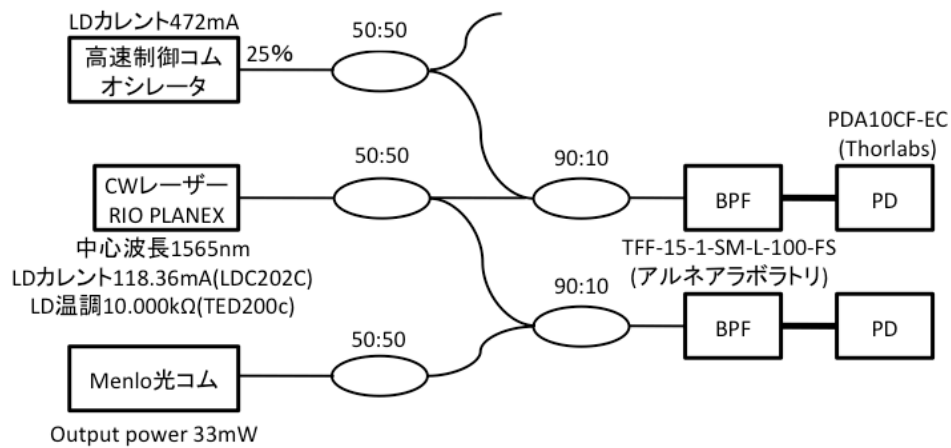 LDカレント472mA
高速制御コム
オシレータ
25%
50:50
CWレーザー
RIO PLANEX
中心波長1565nm
LDカレント118.36mA(LDC202C)
LD温調10.000kΩ(TED200c)
50:50
90:10
BPF
PDA10CF-EC
(Thorlabs)
PD
TFF-15-1-SM-L-100-FS
(アルネアラボラトリ)
90:10
BPF
PD
Menlo光コム
Output power 33mW
50:50